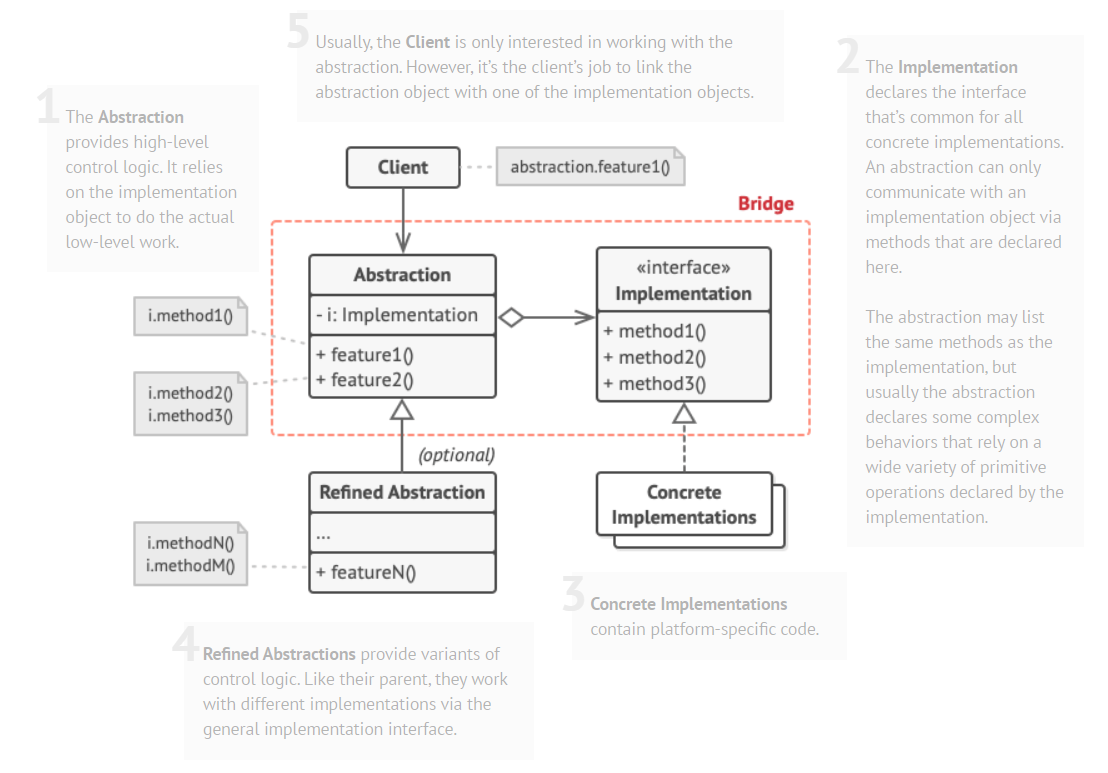 5
Usually, the Client is only interested in working with the
abstraction. However, it’s the client’s job to link the
abstraction object with one of the implementation objects.
1
The Abstraction
provides high-level
control logic. It relies
on the implementation
object to do the actual
low-level work.
2
The Implementation
declares the interface
that’s common for all
concrete implementations.
An abstraction can only
communicate with an
implementation object via
methods that are declared
here.
The abstraction may list
the same methods as the
implementation, but
usually the abstraction
declares some complex
behaviors that rely on a
wide variety of primitive
operations declared by the
implementation.
Client
abstraction.feature1()
Bridge
Abstraction
- i: Implementation
+ feature1()
+ feature2()
«interface»
Implementation
+ method1()
+ method2()
+ method3()
i.method1()
i.method2()
i.method3()
(optional)
Refined Abstraction
...
+ featureN()
Concrete
Implementations
i.methodN()
i.methodM()
3
Concrete Implementations
contain platform-specific code.
4
Refined Abstractions provide variants of
control logic. Like their parent, they work
with different implementations via the
general implementation interface.